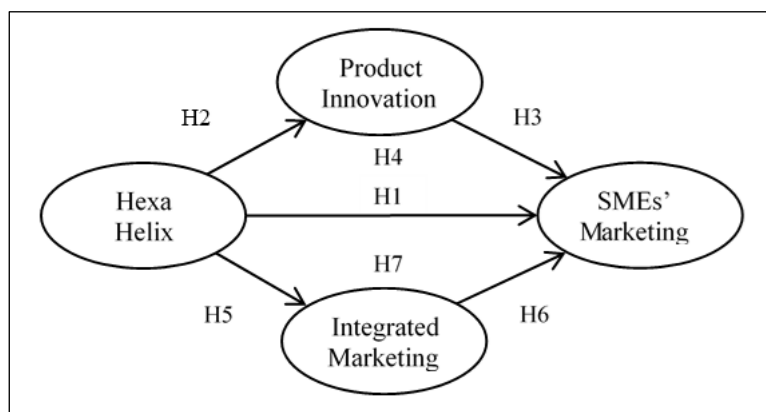 Product
Innovation
H2
H3
H4
Hexa
Helix
H1
SMEs’
Marketing
H7
H5
Integrated
Marketing
H6